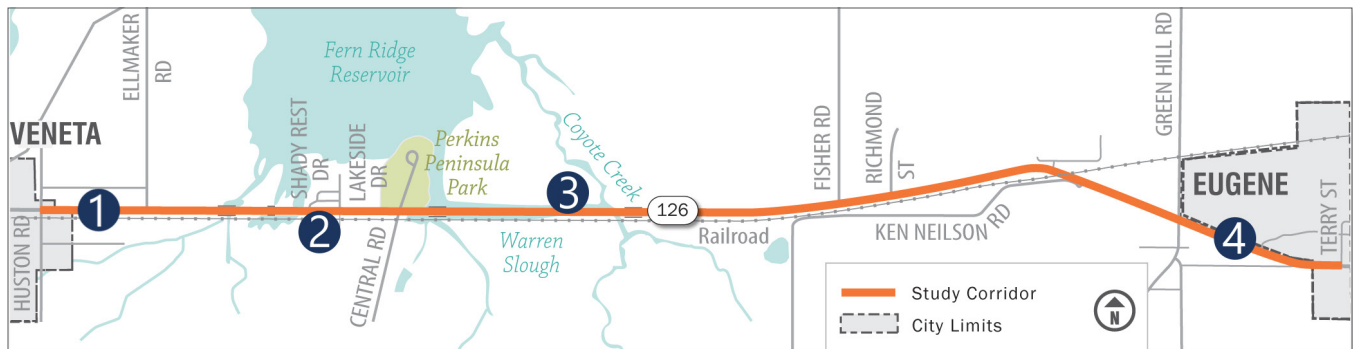 VENETA
HUSTON RD
1
ELLMAKER
RD
Fern Ridge
Reservoir
SHADY REST
DR
2
LAKESIDE
DR
Perkins
Peninsula
Park
CENTRAL RD
Coyote Creek
3
Warren
Slough
126
Railroad
FISHER RD
RICHMOND
ST
KEN NEILSON RD
GREEN HILL RD
EUGENE
4
TERRY ST
Study Corridor
City Limits
N